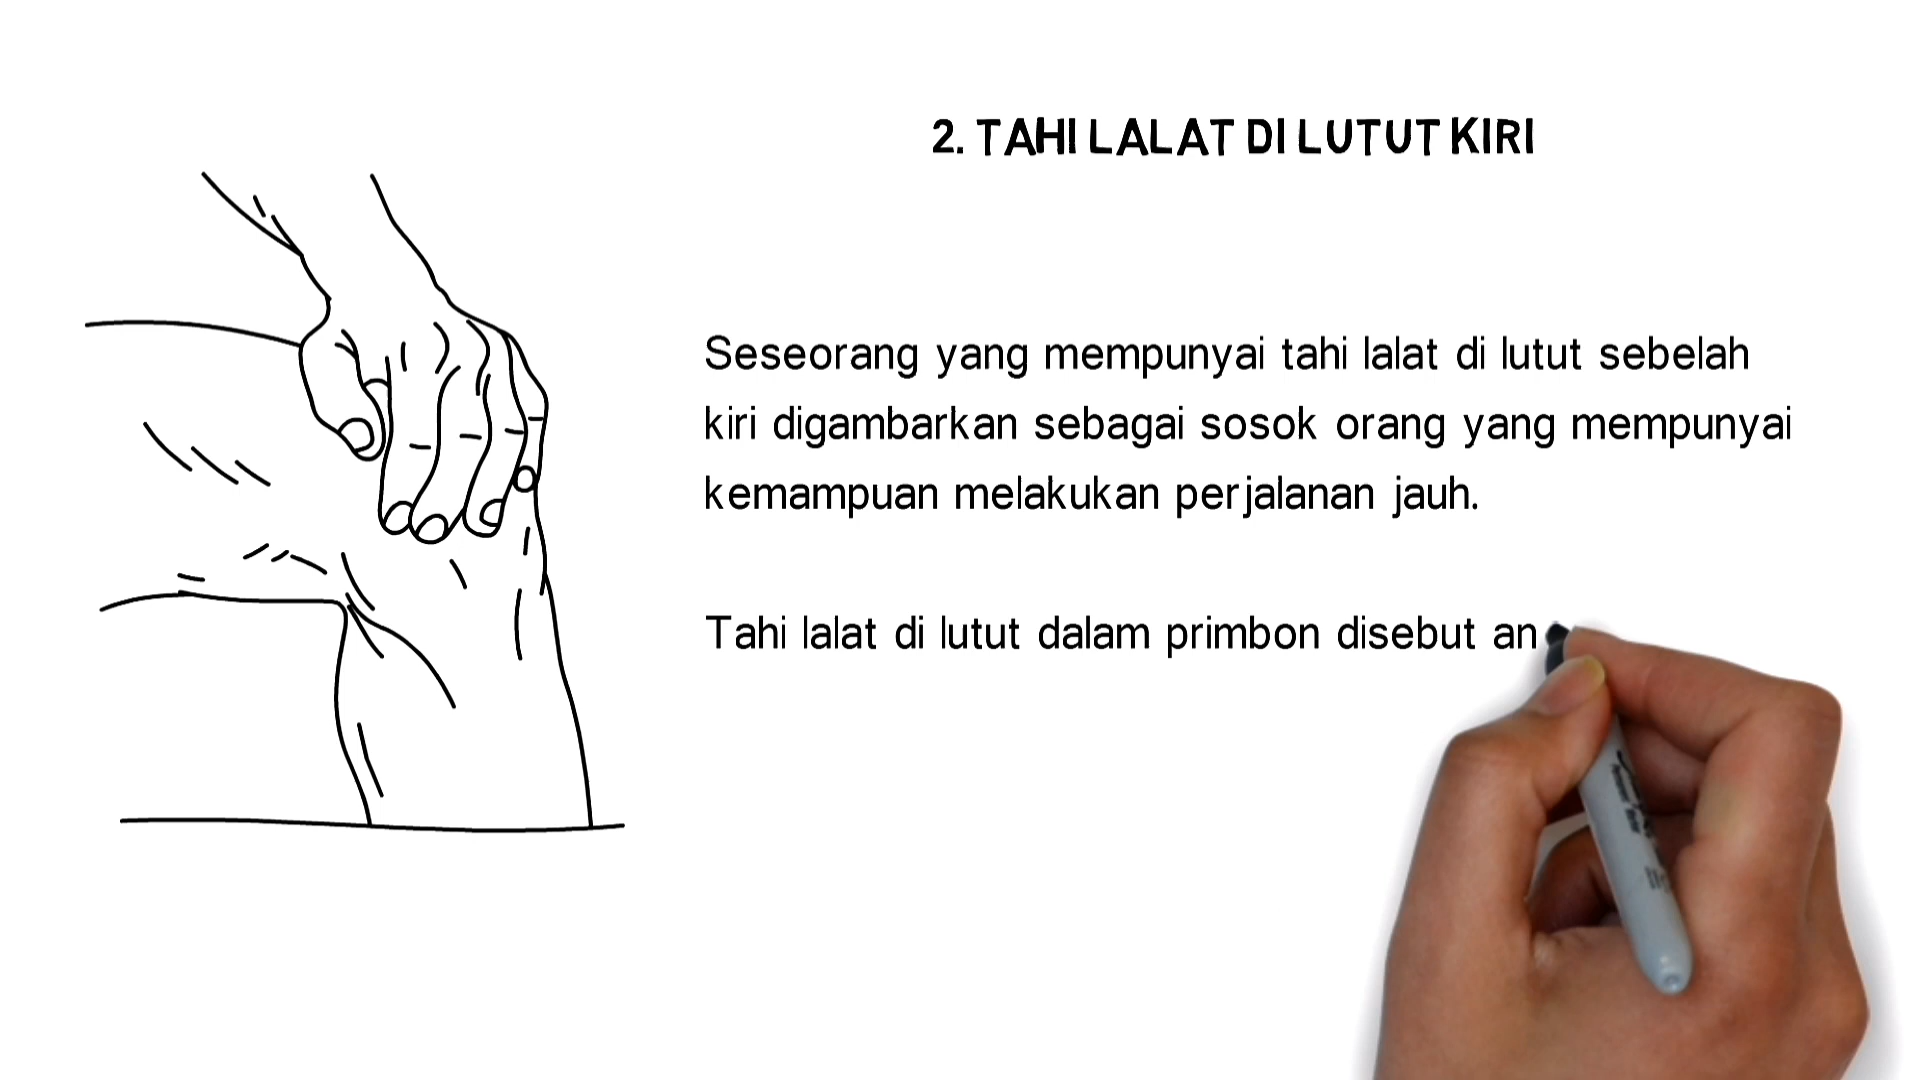 2. TAHI LALAT DI LUTUT KIRI
Seseorang yang mempunyai tahi lalat di lutut sebelah
kiri digambarkan sebagai sosok orang yang mempunyai
kemampuan melakukan perjalanan jauh.
Tahi lalat di lutut dalam primbon disebut an